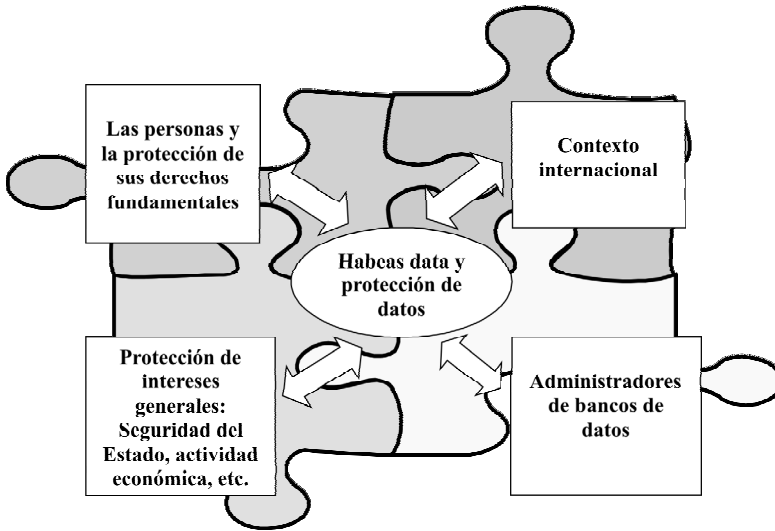 Las personas y
la protección de
sus derechos
fundamentales
Contexto
internacional
Habeas data y
protección de
datos
Protección de
intereses
generales:
Seguridad del
Estado, actividad
económica, etc.
Administradores
de bancos de
datos